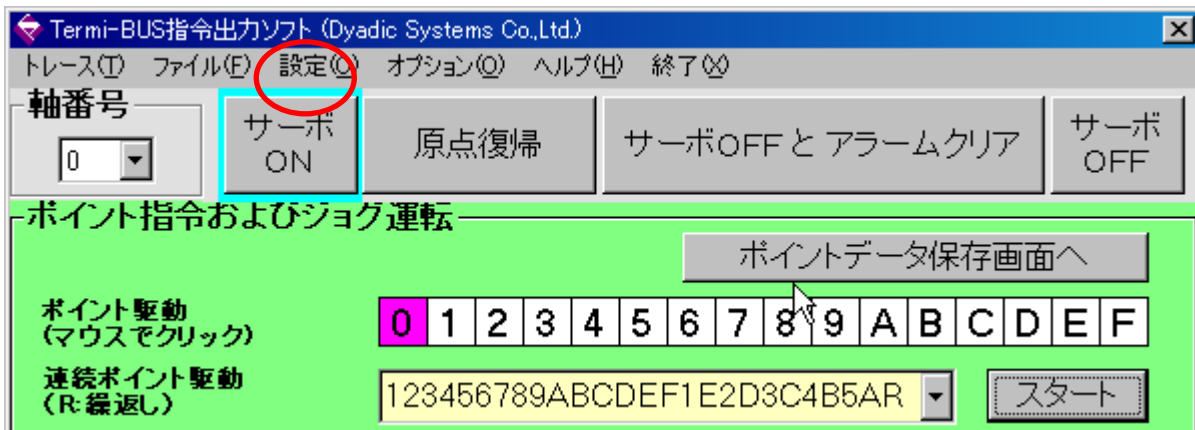 Termi-BUS指令出力ソフト (Dyadic Systems Co.,Ltd.)
トレース(T) ファイル(F) 設定(Q) オプション(O) ヘルプ(H) 終了(X)
軸番号
0
サーボ
ON
原点復帰
サーボOFFとアラームクリア
サーボ
OFF
ポイント指令およびジョグ運転
ポイントデータ保存画面へ
ポイント駆動
(マウスでクリック)
0 1 2 3 4 5 6 7 8 9 A B C D E F
連続ポイント駆動
(R:繰返し)
123456789ABCDEF1E2D3C4B5AR
スタート